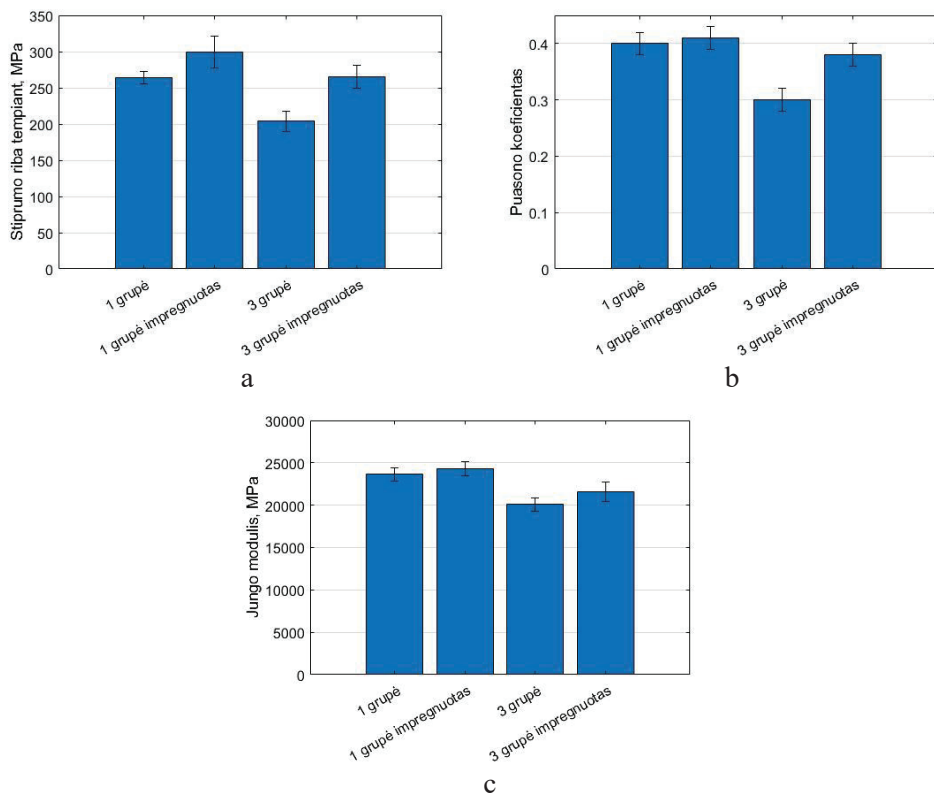 350
300
250
200
150
100
50
0
Stiprumo riba tempiant, MPa
1 grupė
1 grupė impregnuotas
3 grupė
3 grupė impregnuotas
a
0.4
0.3
0.2
0.1
0
Puasono koeficientas
1 grupė
1 grupė impregnuotas
3 grupė
3 grupė impregnuotas
b
30000
25000
20000
15000
10000
5000
0
Jungo modulis, MPa
1 grupė
1 grupė impregnuotas
3 grupė
3 grupė impregnuotas
c